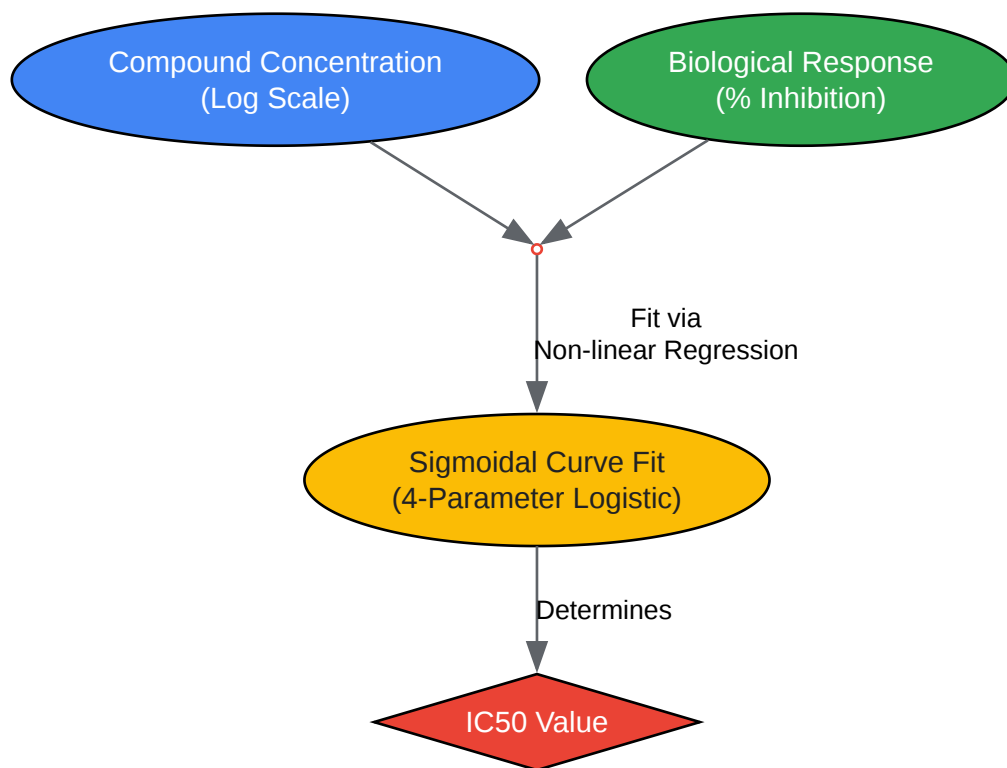 Compound Concentration
(Log Scale)
Biological Response
(% Inhibition)
Fit via
Non-linear Regression
Sigmoidal Curve Fit
(4-Parameter Logistic)
Determines
IC50 Value